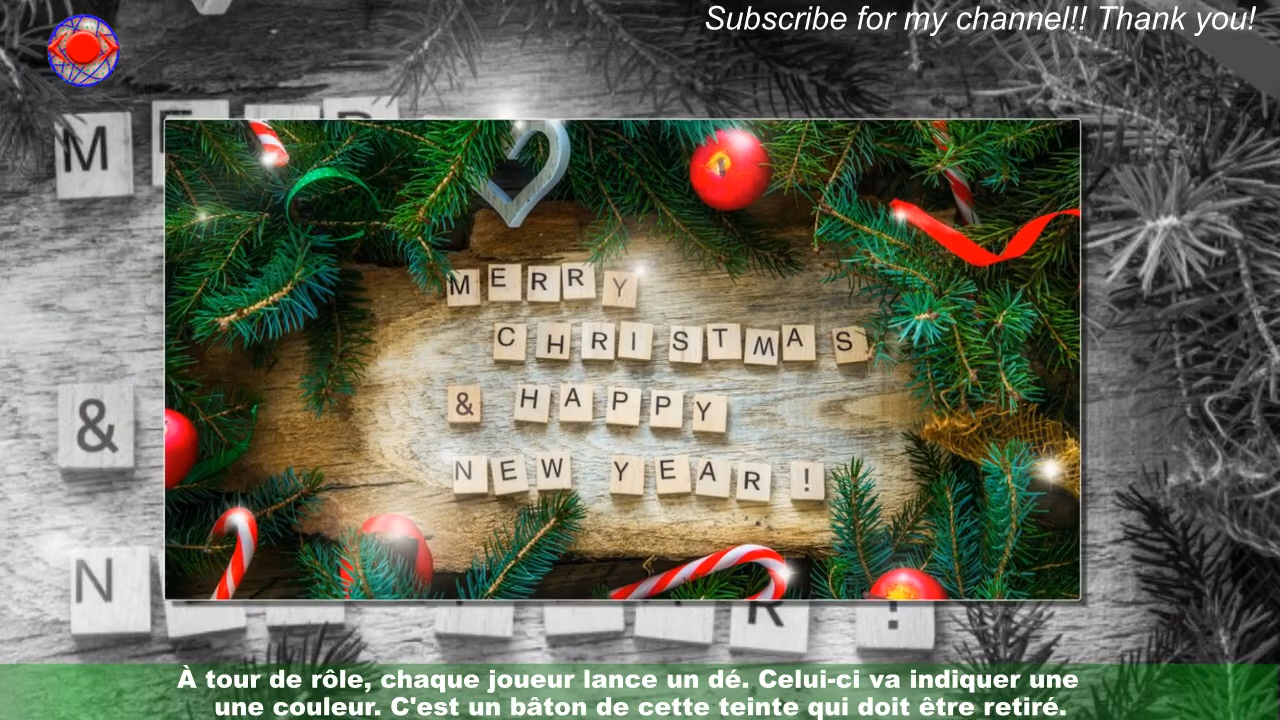 Subscribe for my channel!! Thank you!
MERRY
CHRISTMAS
& HAPPY
NEW YEAR!
M
&
N
R !
À tour de rôle, chaque joueur lance un dé. Celui-ci va indiquer une
une couleur. C'est un bâton de cette teinte qui doit être retiré.